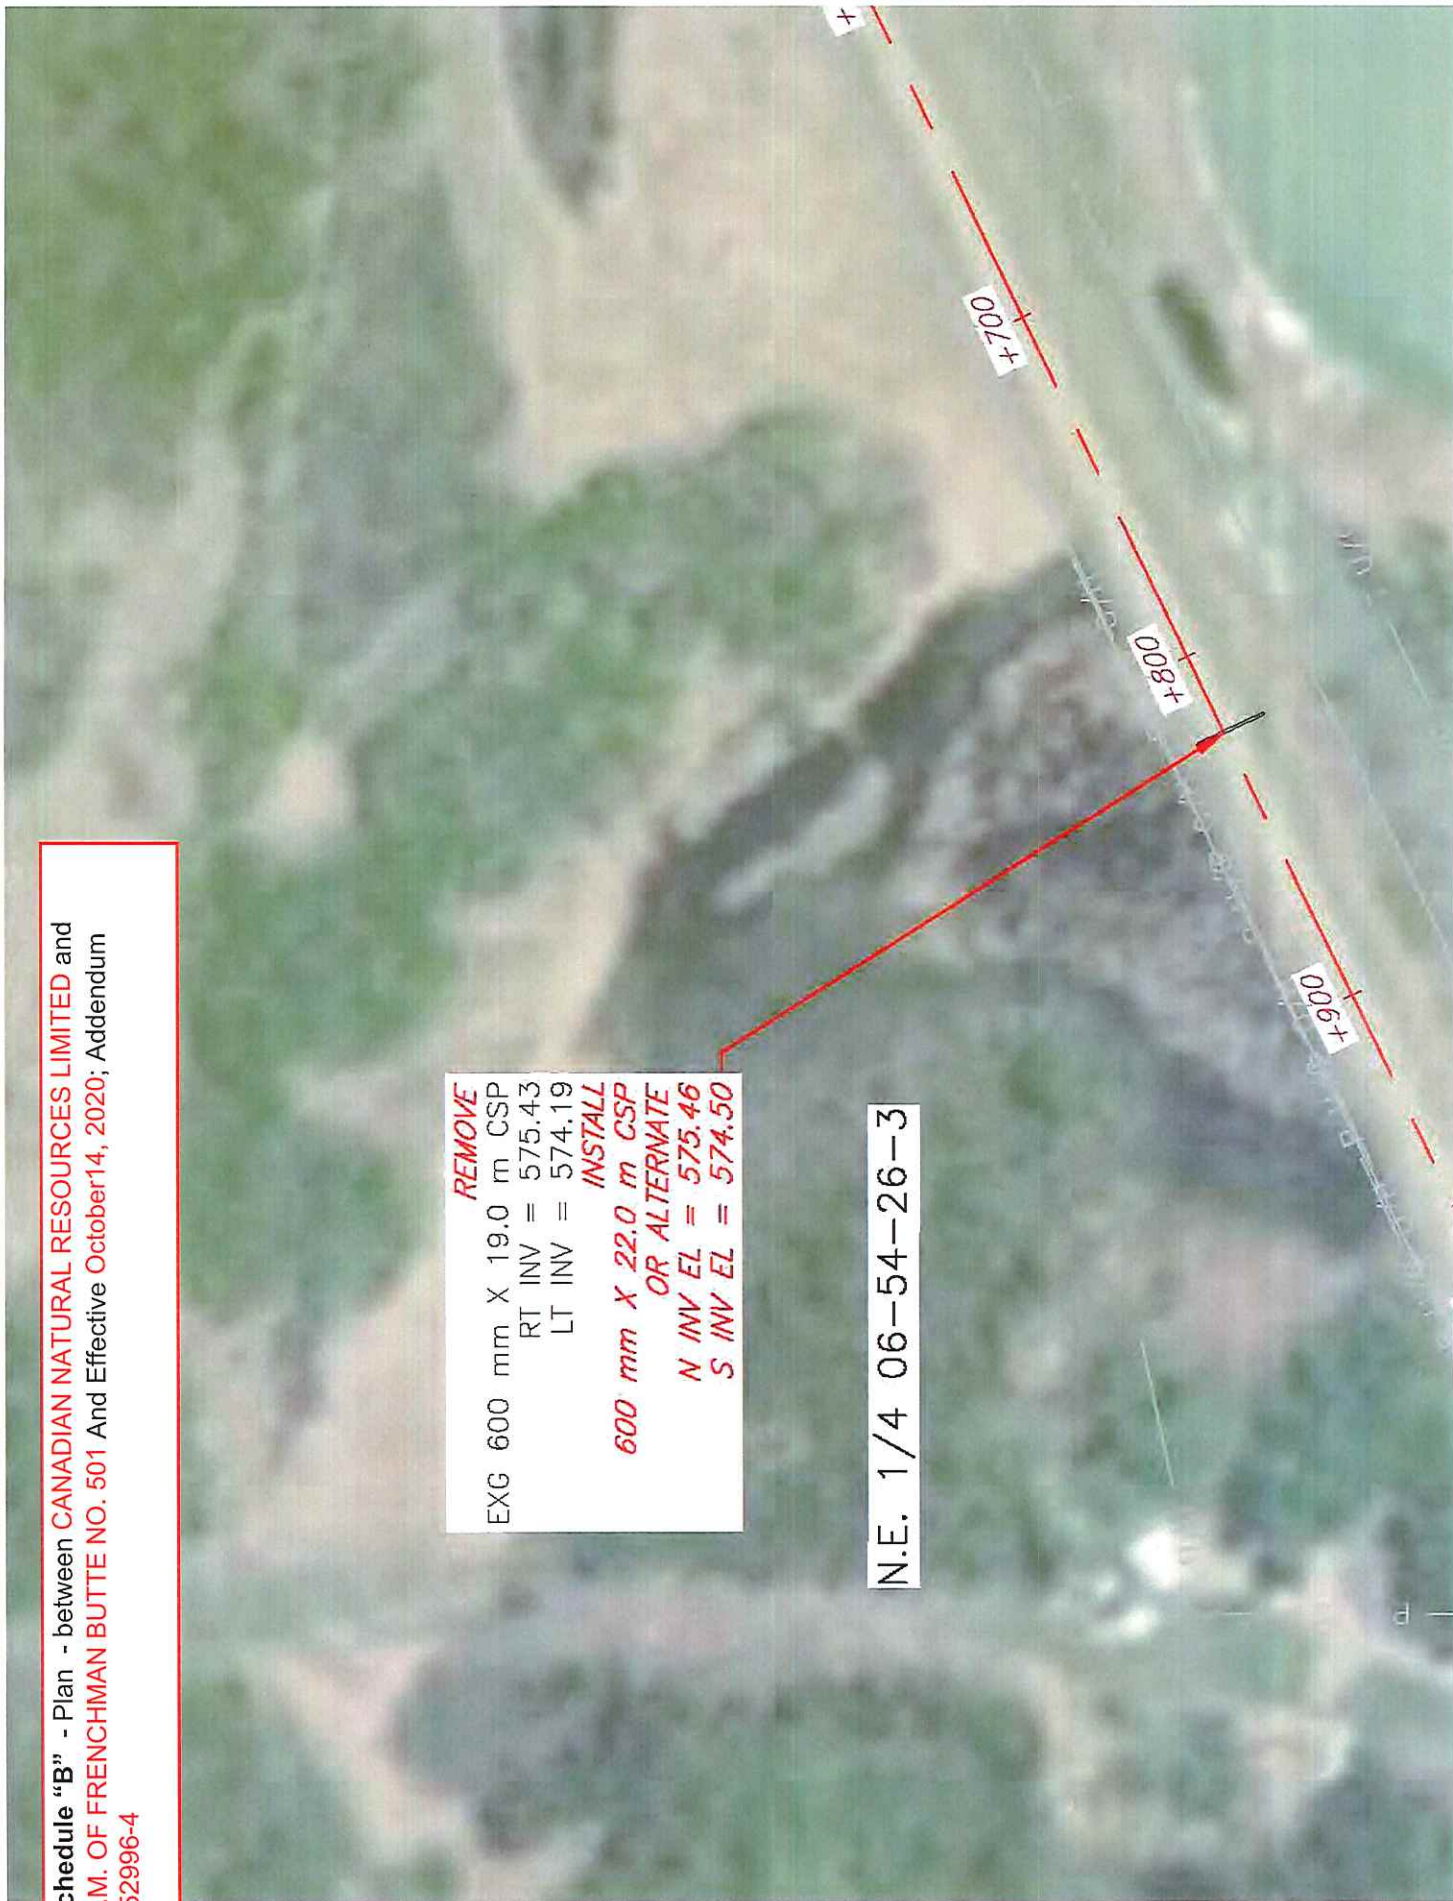 chedule “B” - Plan - between CANADIAN NATURAL RESOURCES LIMITED and
.M. OF FRENCHMAN BUTTE NO. 501 And Effective October14, 2020; Addendum
52996-4
REMOVE
EXG 600 mm X 19.0 m CSP
RT INV = 575.43
LT INV = 574.19
INSTALL
600 mm X 22.0 m CSP
OR ALTERNATE
N INV EL = 575.46
S INV EL = 574.50
N.E. 1/4 06-54-26-3
+
+700
+800
+900